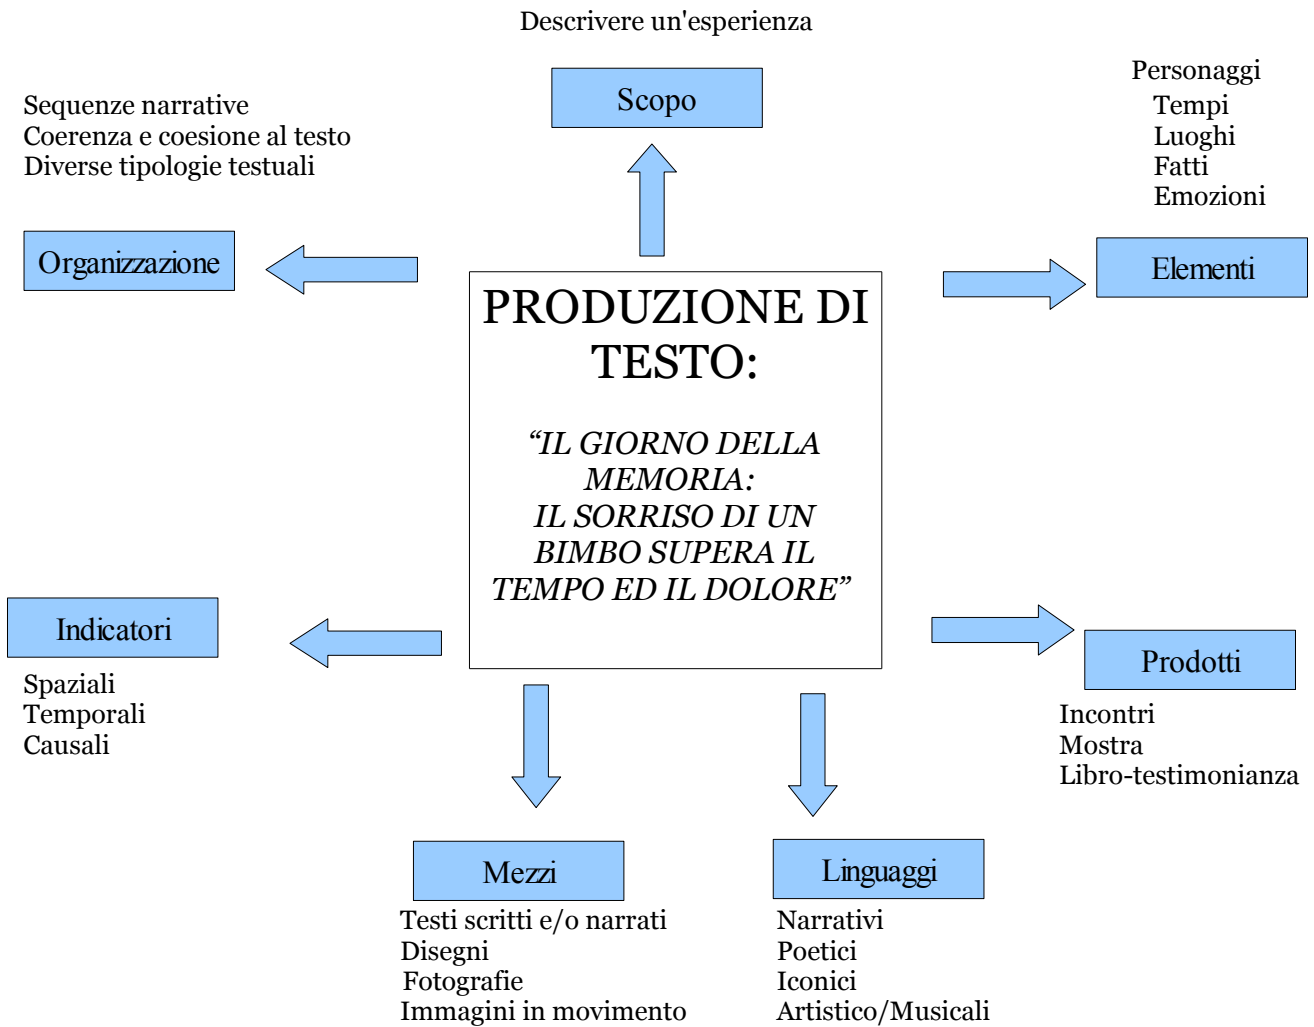 Descrivere un'esperienza
Scopo
Sequenze narrative
Coerenza e coesione al testo
Diverse tipologie testuali
Organizzazione
Personaggi
Tempi
Luoghi
Fatti
Emozioni
Elementi
PRODUZIONE DI
TESTO:
“IL GIORNO DELLA
MEMORIA:
IL SORRISO DI UN
BIMBO SUPERA IL
TEMPO ED IL DOLORE”
Indicatori
Spaziali
Temporali
Causali
Prodotti
Incontri
Mostra
Libro-testimonianza
Mezzi
Testi scritti e/o narrati
Disegni
Fotografie
Immagini in movimento
Linguaggi
Narrativi
Poetici
Iconici
Artistico/Musicali